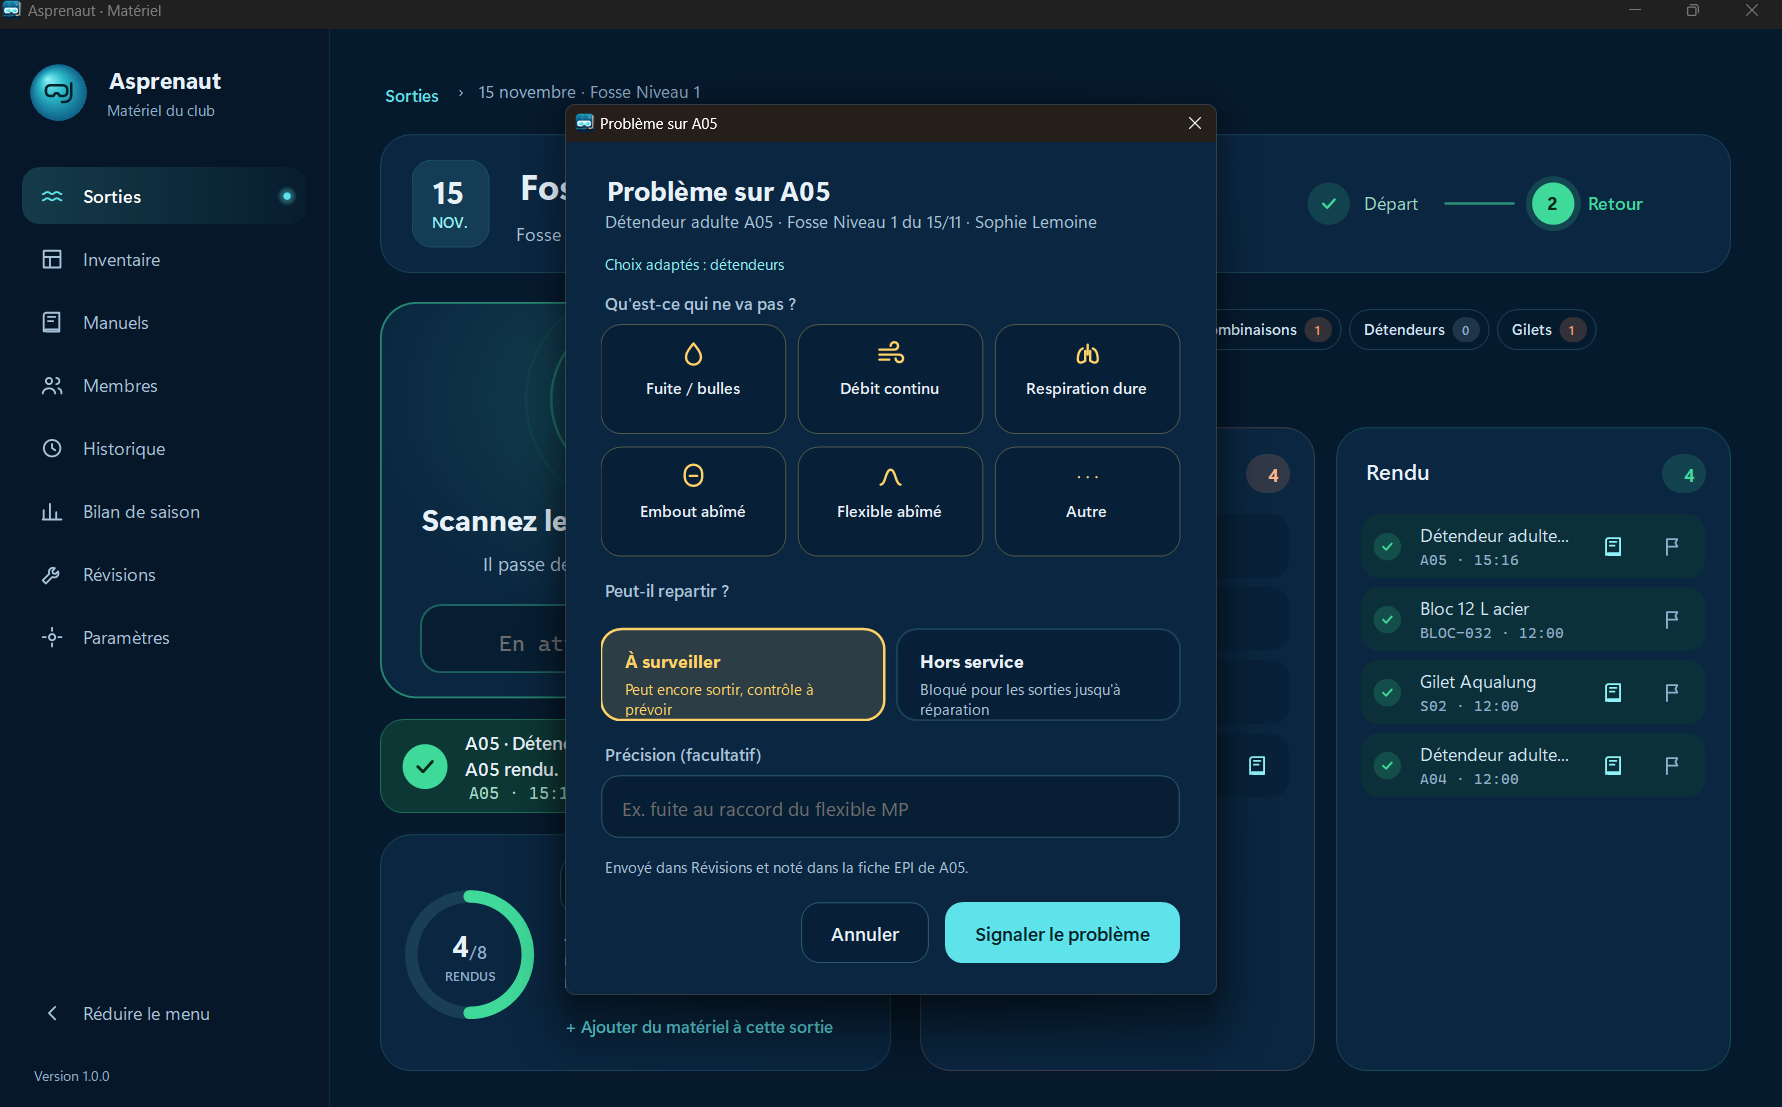 Asprenaut · Matériel
Asprenaut
Matériel du club
Sorties
Inventaire
Manuels
Membres
Historique
Bilan de saison
Révisions
Paramètres
Réduire le menu
Version 1.0.0
Sorties › 15 novembre · Fosse Niveau 1
15
NOV.
Fos
Fosse
Départ
2
Retour
Scannez le
Il passe de
En at
A05 · Déten
A05 rendu.
A05 · 15:1
4/8
RENDUS
+ Ajouter du matériel à cette sortie
ombinaisons 1
Détendeurs 0
Gilets 1
4
Rendu 4
Détendeur adulte...
A05 · 15:16
Bloc 12 L acier
BLOC-032 · 12:00
Gilet Aqualung
S02 · 12:00
Détendeur adulte...
A04 · 12:00
Problème sur A05
Problème sur A05
Détendeur adulte A05 · Fosse Niveau 1 du 15/11 · Sophie Lemoine
Choix adaptés : détendeurs
Qu'est-ce qui ne va pas ?
Fuite / bulles
Débit continu
Respiration dure
Embout abîmé
Flexible abîmé
Autre
Peut-il repartir ?
À surveiller
Peut encore sortir, contrôle à
prévoir
Hors service
Bloqué pour les sorties jusqu'à
réparation
Précision (facultatif)
Ex. fuite au raccord du flexible MP
Envoyé dans Révisions et noté dans la fiche EPI de A05.
Annuler
Signaler le problème